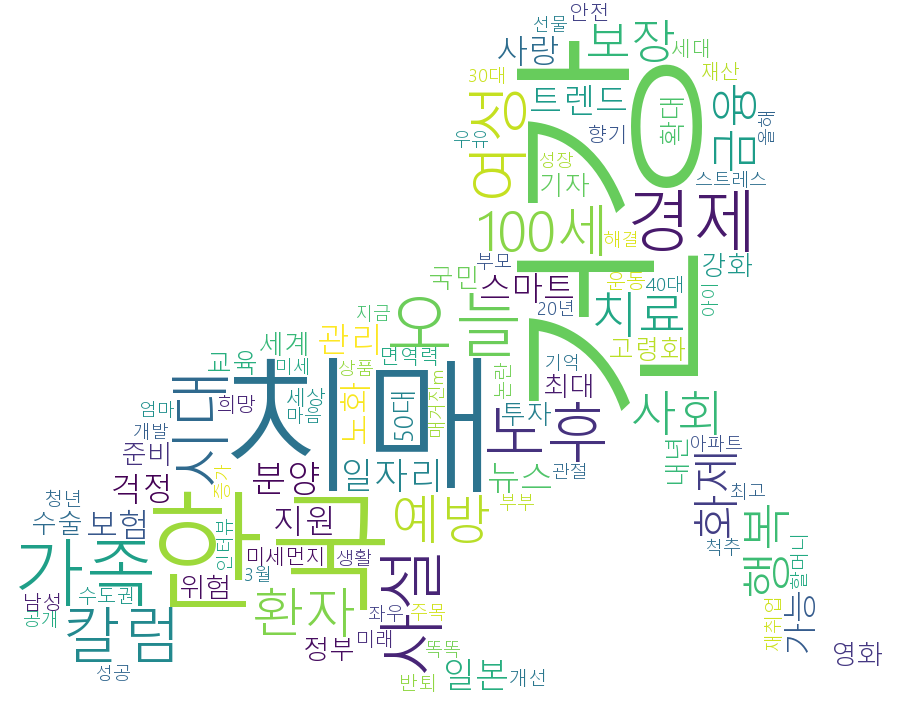 선물
안전
사랑
보장
세대
30대
트렌드
재산
여성
건강
확대
금융
올해
우유
향기
성장
기자
스트레스
100세
경제
해결
국민
부모
스마트
운동
40대
강화
아이
20년
지금
오늘
치료
고령화
세계
관리
교육
미세
상품
면역력
기억
논란
최대
시대
치매
50대
매거진m
노후
사회
엄마
희망
세상
마음
노화
투자
개발
준비
내년
아파트
걱정
증가
분양
일자리
뉴스
관절
화제
최고
부부
청년
수술
보험
인터뷰
한국
지원
예방
척추
행복
할머니
가족
미세먼지
생활
3월
위험
사설
남성
수도권
환자
좌우
주목
공개
칼럼
재취업
가능
정부
미래
똑똑
영화
성공
반퇴
일본
개선